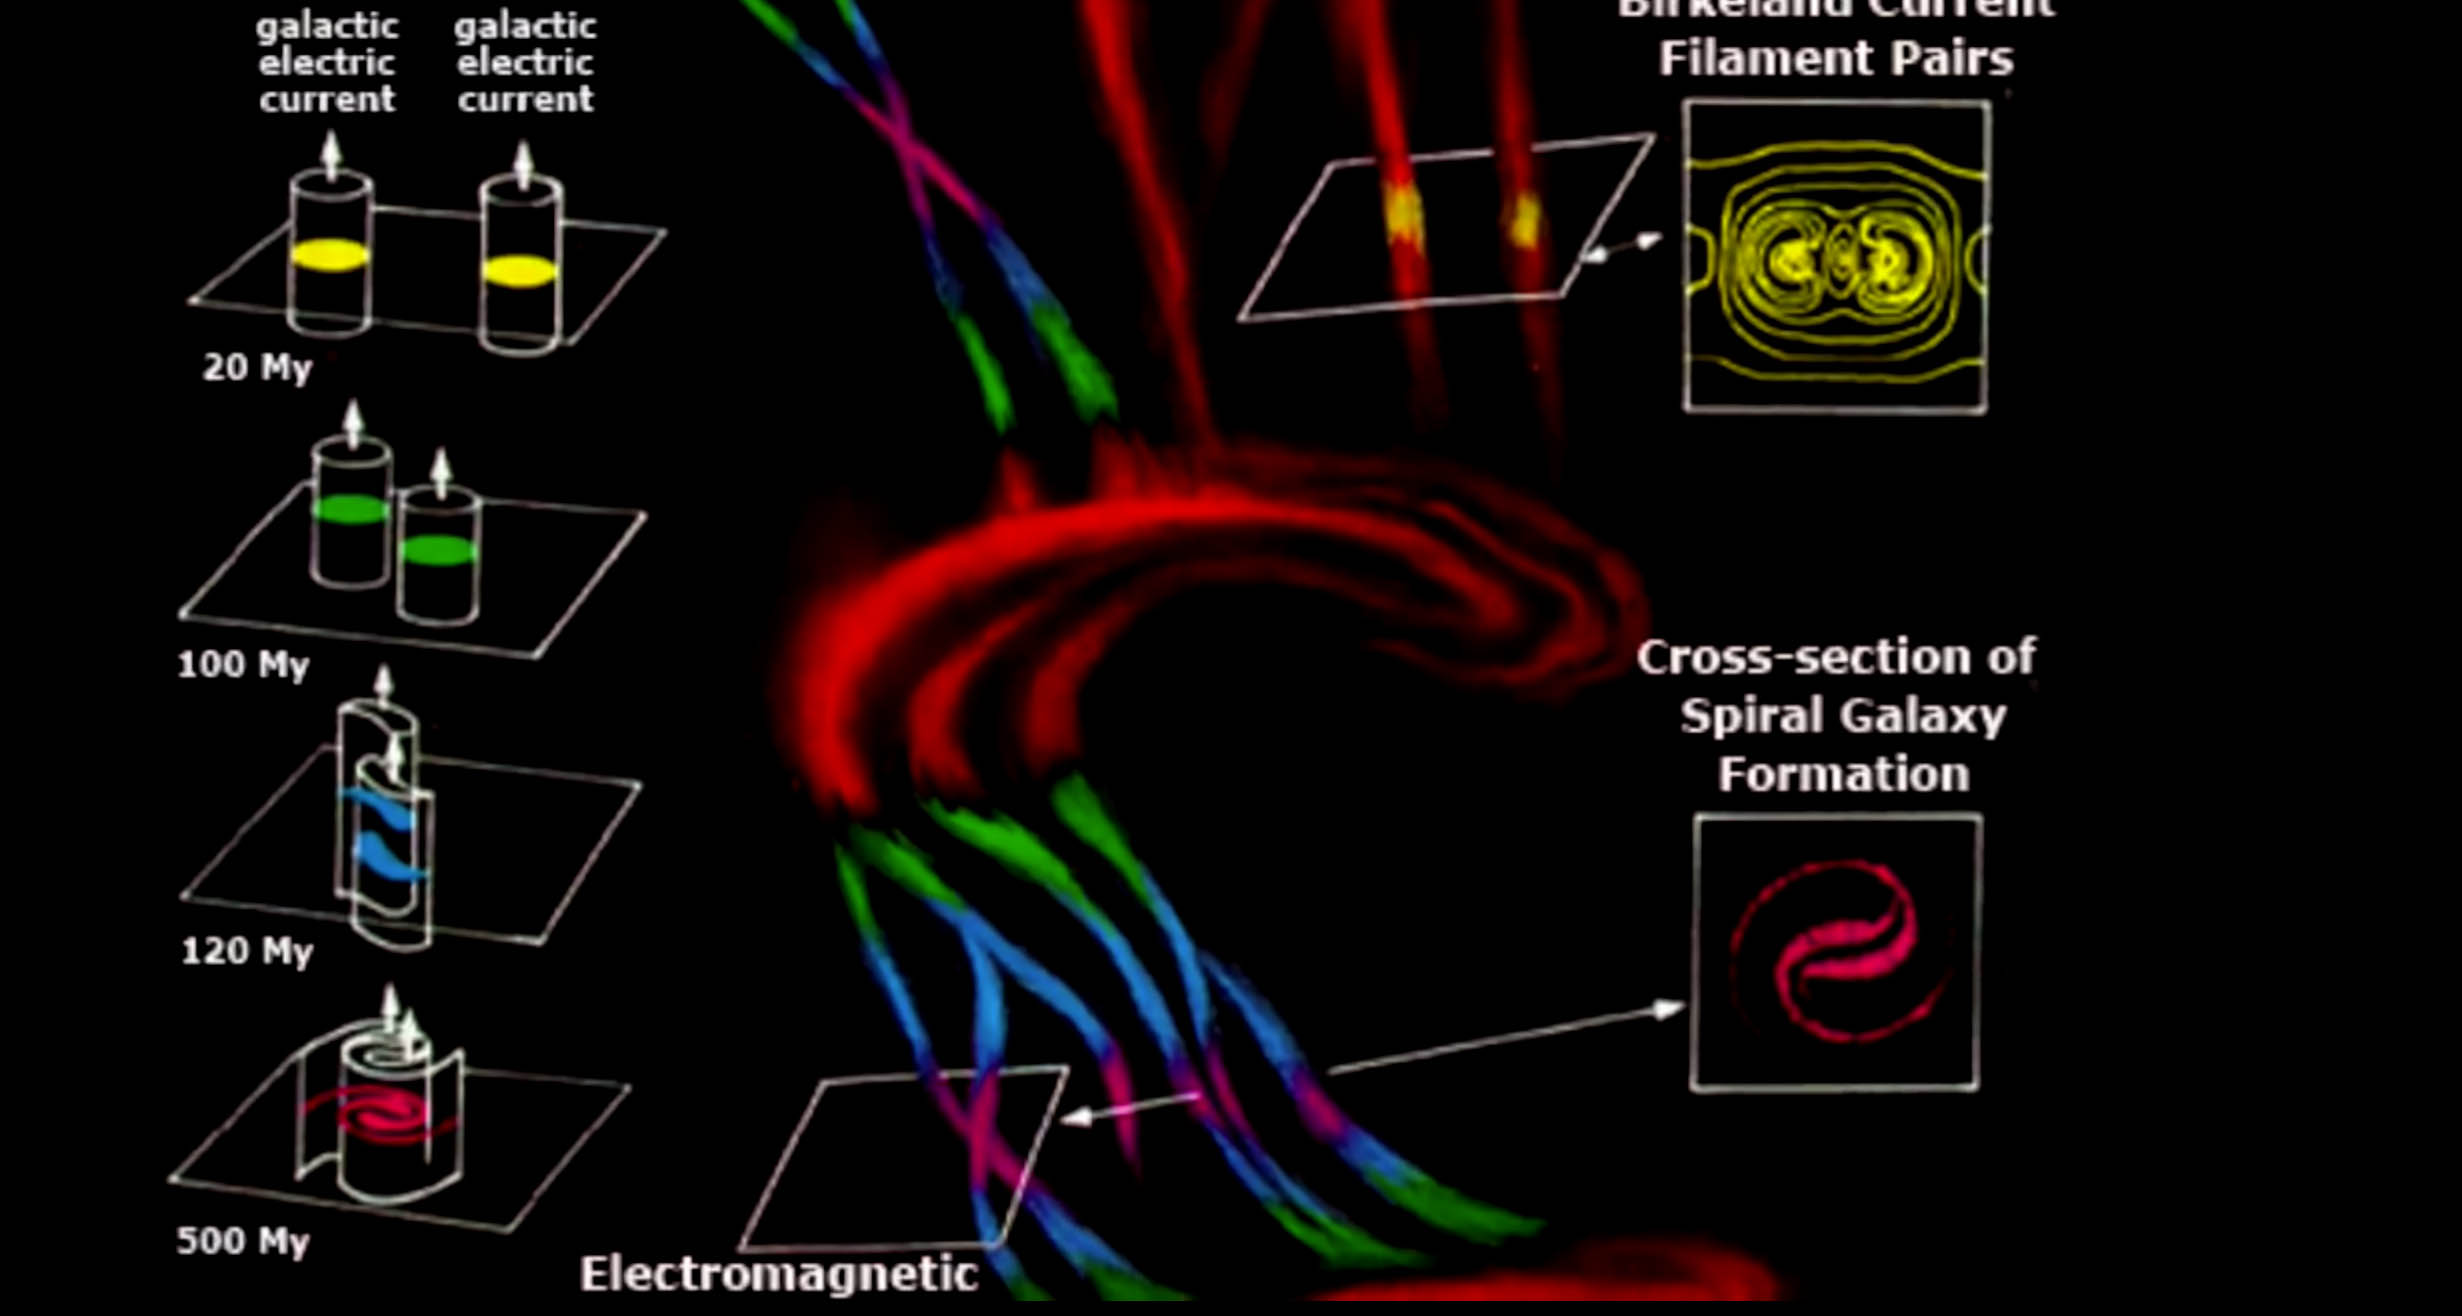 galactic
electric
current
galactic
electric
current
20 My
100 My
120 My
500 My
Birkeland Current
Filament Pairs
Cross-section of
Spiral Galaxy
Formation
Electromagnetic